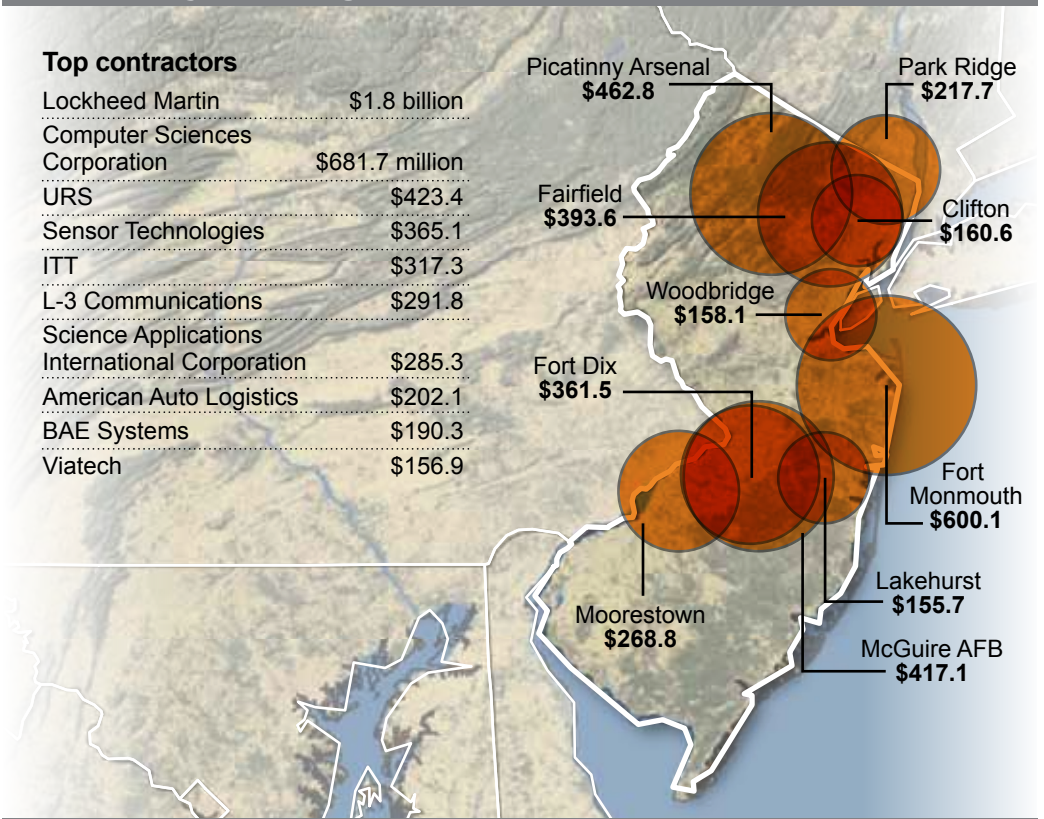 Top contractors
Lockheed Martin $1.8 billion
Computer Sciences
Corporation $681.7 million
URS $423.4
Sensor Technologies $365.1
ITT $317.3
L-3 Communications $291.8
Science Applications
International Corporation $285.3
American Auto Logistics $202.1
BAE Systems $190.3
Viatech $156.9
Picatinny Arsenal
$462.8
Park Ridge
$217.7
Fairfield
$393.6
Clifton
$160.6
Woodbridge
$158.1
Fort Dix
$361.5
Fort
Monmouth
$600.1
Lakehurst
$155.7
Moorestown
$268.8
McGuire AFB
$417.1